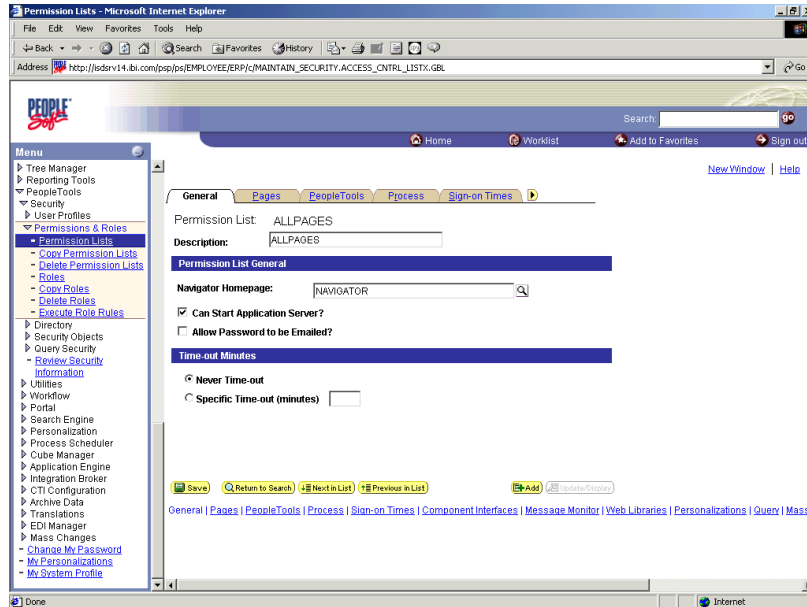 Permission Lists - Microsoft Internet Explorer
File Edit View Favorites Tools Help
Back Search Favorites History
Address http://isdsrv14.ibi.com/psp/ps/EMPLOYEE/ERP/c/MAINTAIN_SECURITY.ACCESS_CNTRL_LISTX.GBL Go
PEOPLE Soft
Search: go
Home Worklist Add to Favorites Sign out
Menu
Tree Manager
Reporting Tools
PeopleTools
Security
User Profiles
Permissions & Roles
- Permission Lists
- Copy Permission Lists
- Delete Permission Lists
- Roles
- Copy Roles
- Delete Roles
- Execute Role Rules
Directory
Security Objects
Query Security
- Review Security
Information
Utilities
Workflow
Portal
Search Engine
Personalization
Process Scheduler
Cube Manager
Application Engine
Integration Broker
CTI Configuration
Archive Data
Translations
EDI Manager
Mass Changes
- Change My Password
- My Personalizations
- My System Profile
New Window | Help
General Pages PeopleTools Process Sign-on Times
Permission List: ALLPAGES
Description: ALLPAGES
Permission List General
Navigator Homepage: NAVIGATOR
Can Start Application Server?
Allow Password to be Emailed?
Time-out Minutes
Never Time-out
Specific Time-out (minutes)
Save Return to Search Next in List Previous in List Add Update/Display
General | Pages | PeopleTools | Process | Sign-on Times | Component Interfaces | Message Monitor | Web Libraries | Personalizations | Query | Mass
Done Internet